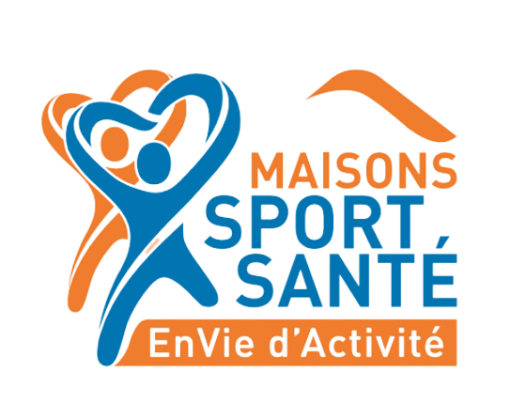 MAISONS
SPORT
SANTÉ
EnVie d'Activité